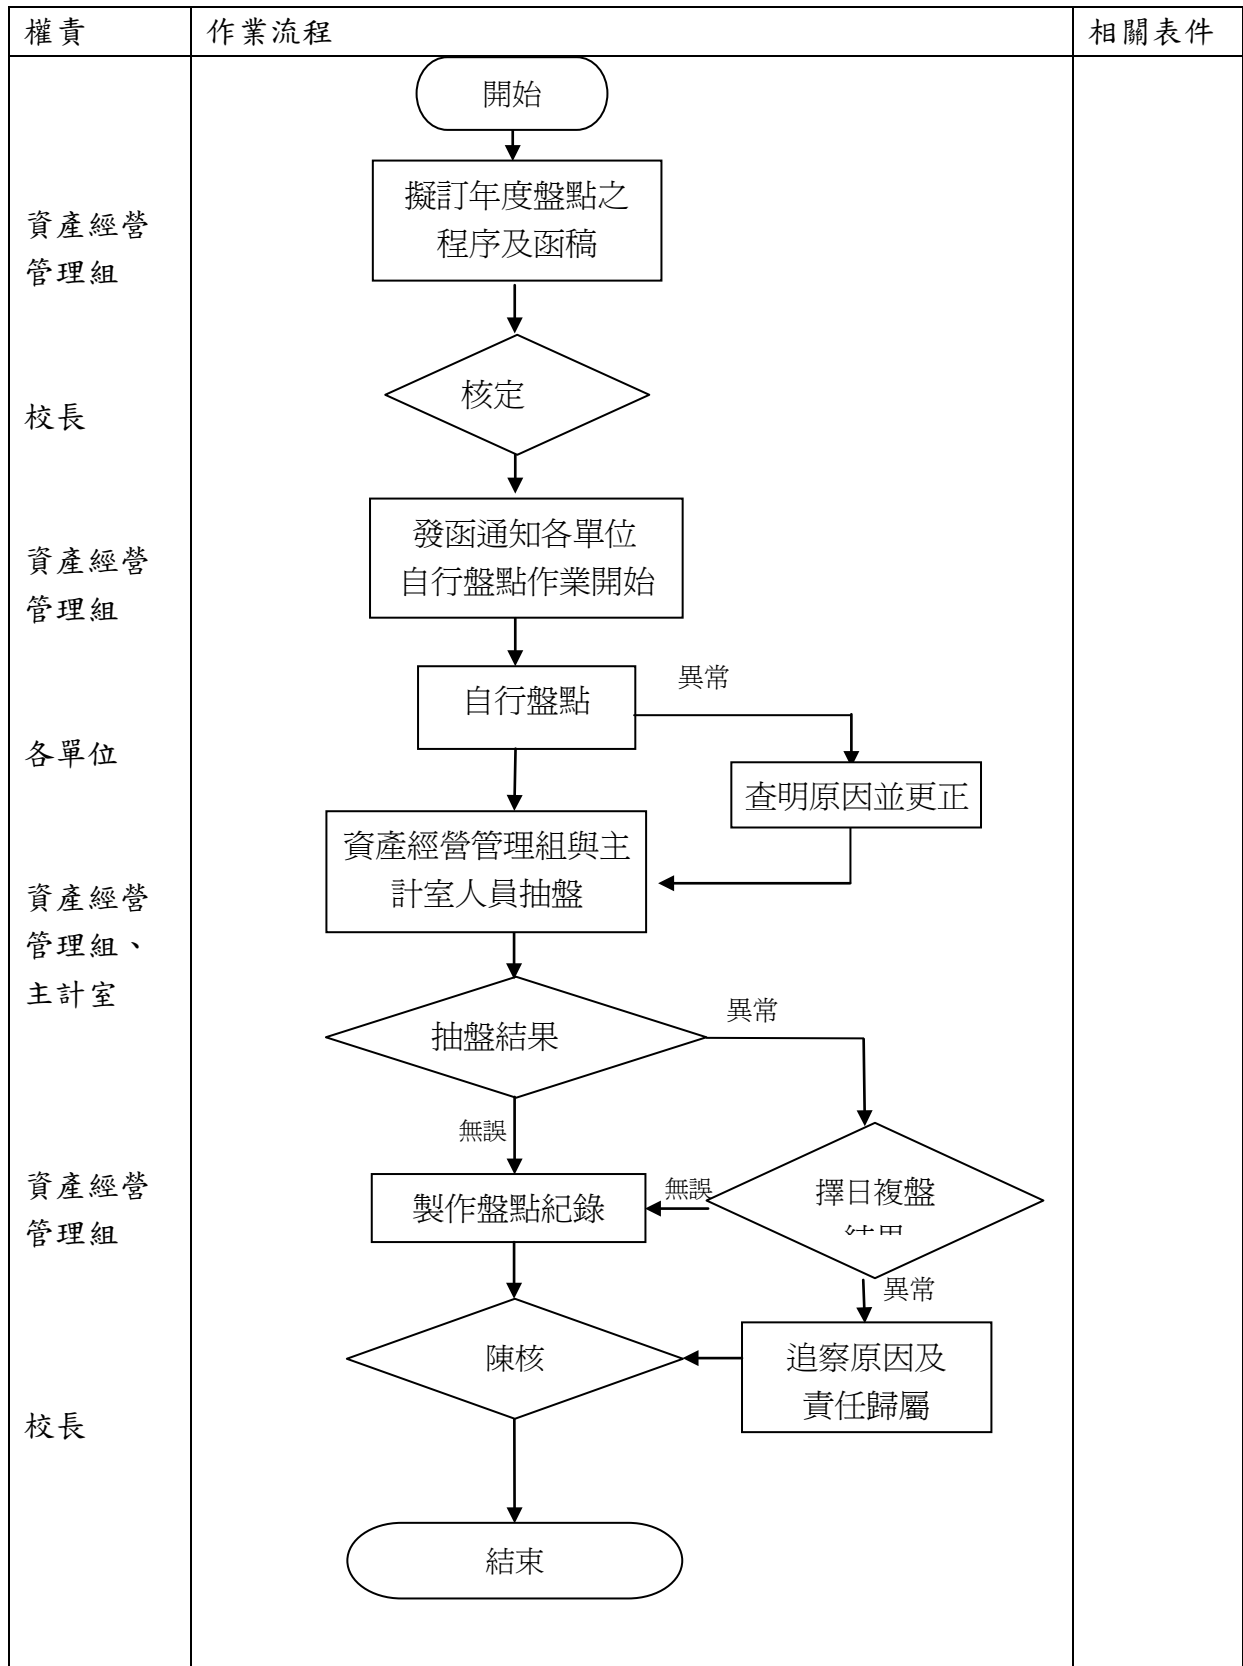 權責
作業流程
相關表件
開始
擬訂年度盤點之
程序及函稿
資產經營
管理組
核定
校長
發函通知各單位
自行盤點作業開始
資產經營
管理組
異常
自行盤點
各單位
查明原因並更正
資產經營管理組與主
計室人員抽盤
資產經營
管理組、
主計室
異常
抽盤結果
無誤
資產經營
管理組
製作盤點紀錄
無誤
擇日複盤
異常
陳核
追察原因及
責任歸屬
校長
結束